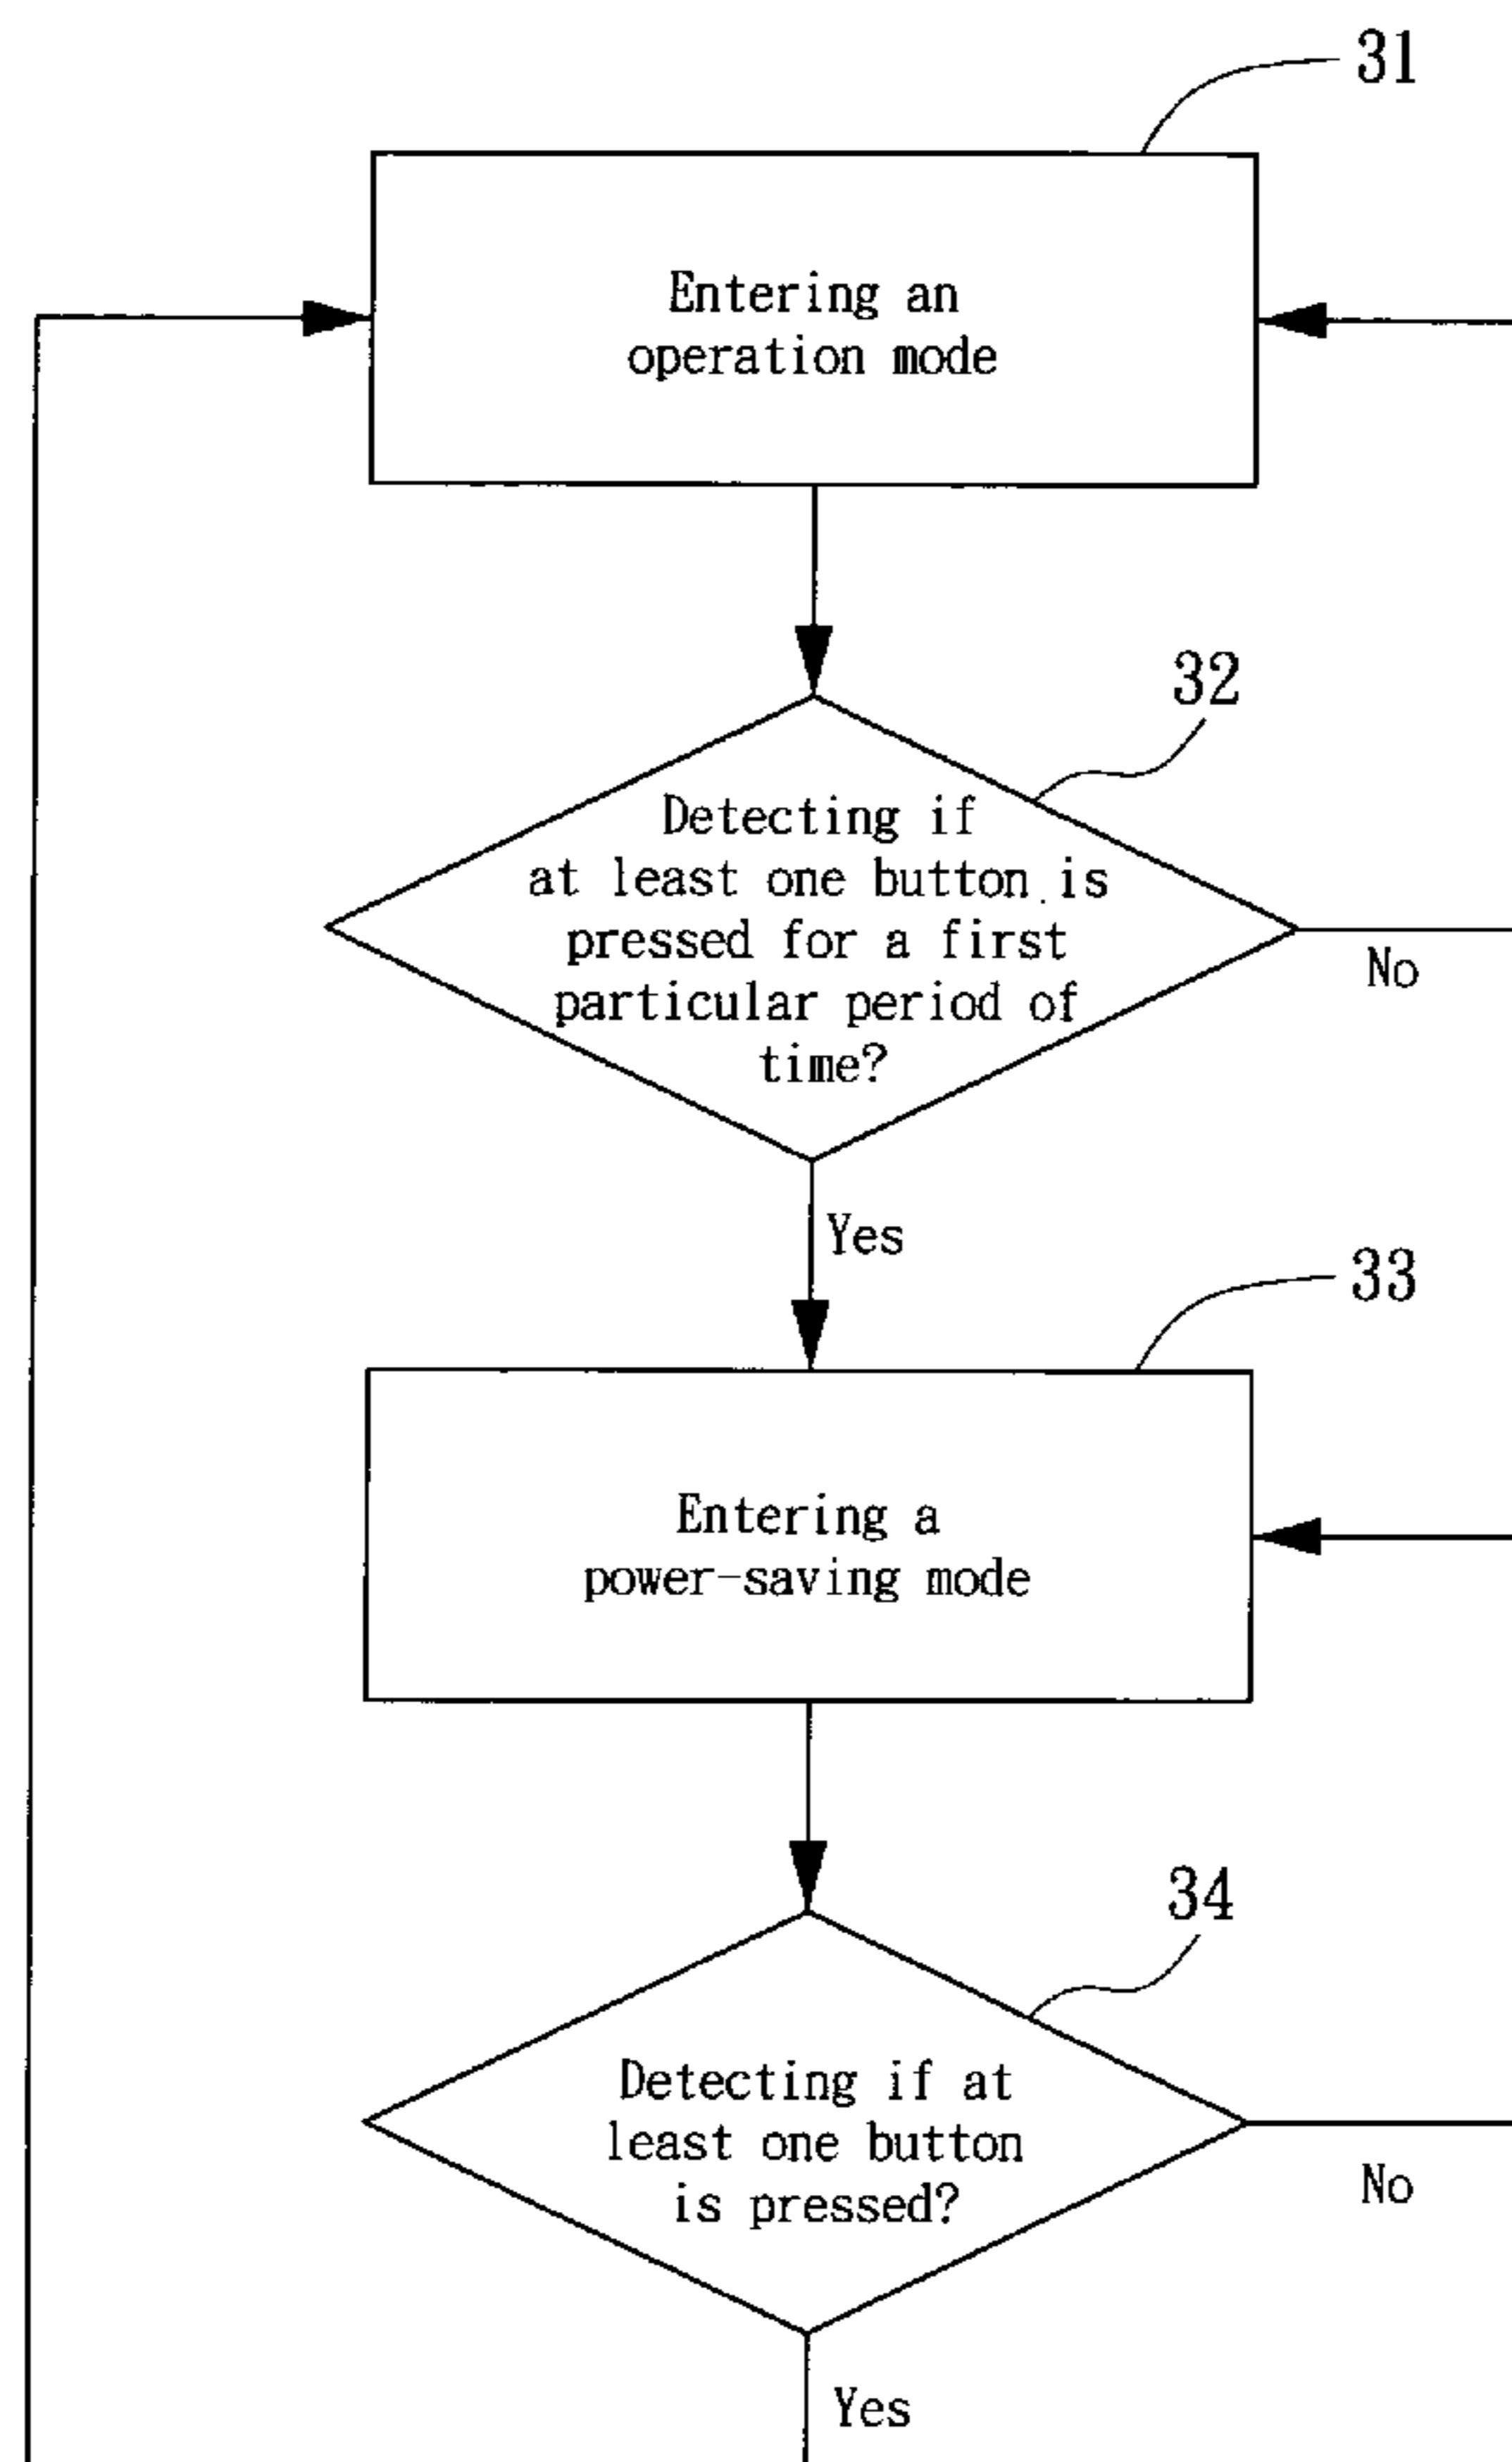 31
Entering an
operation mode
32
Detecting if
at least one button is
pressed for a first
particular period of
time?
No
Yes
33
Entering a
power-saving mode
34
Detecting if at
least one button
is pressed?
No
Yes